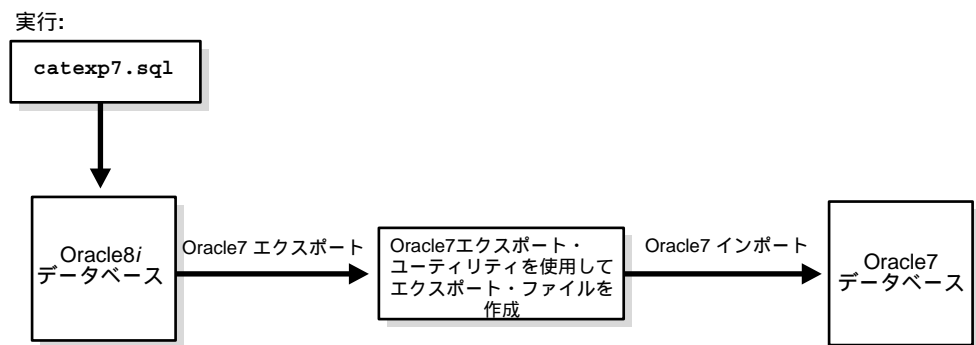 実行:
catexp7.sql
Oracle8i
データベース
Oracle7 エクスポート
Oracle7エクスポート・
ユーティリティを使用して
エクスポート・ファイルを
作成
Oracle7 インポート
Oracle7
データベース